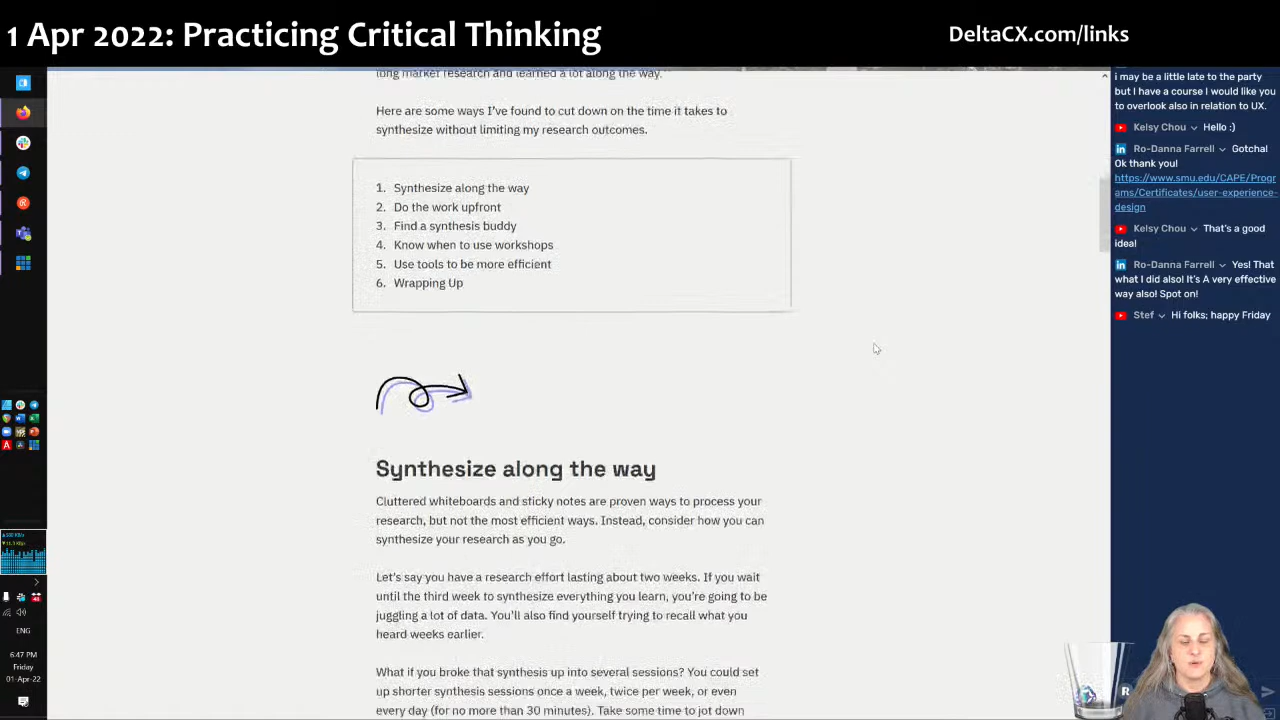 1 Apr 2022: Practicing Critical Thinking
DeltaCX.com/links
long market research and learned a lot along the way.
Here are some ways I've found to cut down on the time it takes to
synthesize without limiting my research outcomes.
1. Synthesize along the way
2. Do the work upfront
3. Find a synthesis buddy
4. Know when to use workshops
5. Use tools to be more efficient
6. Wrapping Up
Synthesize along the way
Cluttered whiteboards and sticky notes are proven ways to process your
research, but not the most efficient ways. Instead, consider how you can
synthesize your research as you go.
Let's say you have a research effort lasting about two weeks. If you wait
until the third week to synthesize everything you learn, you're going to be
juggling a lot of data. You'll also find yourself trying to recall what you
heard weeks earlier.
What if you broke that synthesis up into several sessions? You could set
up shorter synthesis sessions once a week, twice per week, or even
every day (for no more than 30 minutes). Take some time to jot down
i may be a little late to the party
but I have a course I would like you
to overlook also in relation to UX.
Kelsy Chou Hello :)
Ro-Danna Farrell Gotcha!
Ok thank you!
https://www.smu.edu/CAPE/Progr
ams/Certificates/user-experience-
design
Kelsy Chou That's a good
idea!
Ro-Danna Farrell Yes! That
what I did also! It's A very effective
way also! Spot on!
Stef Hi folks; happy Friday
ENG
6:47 PM
Friday
01-Apr-22
R